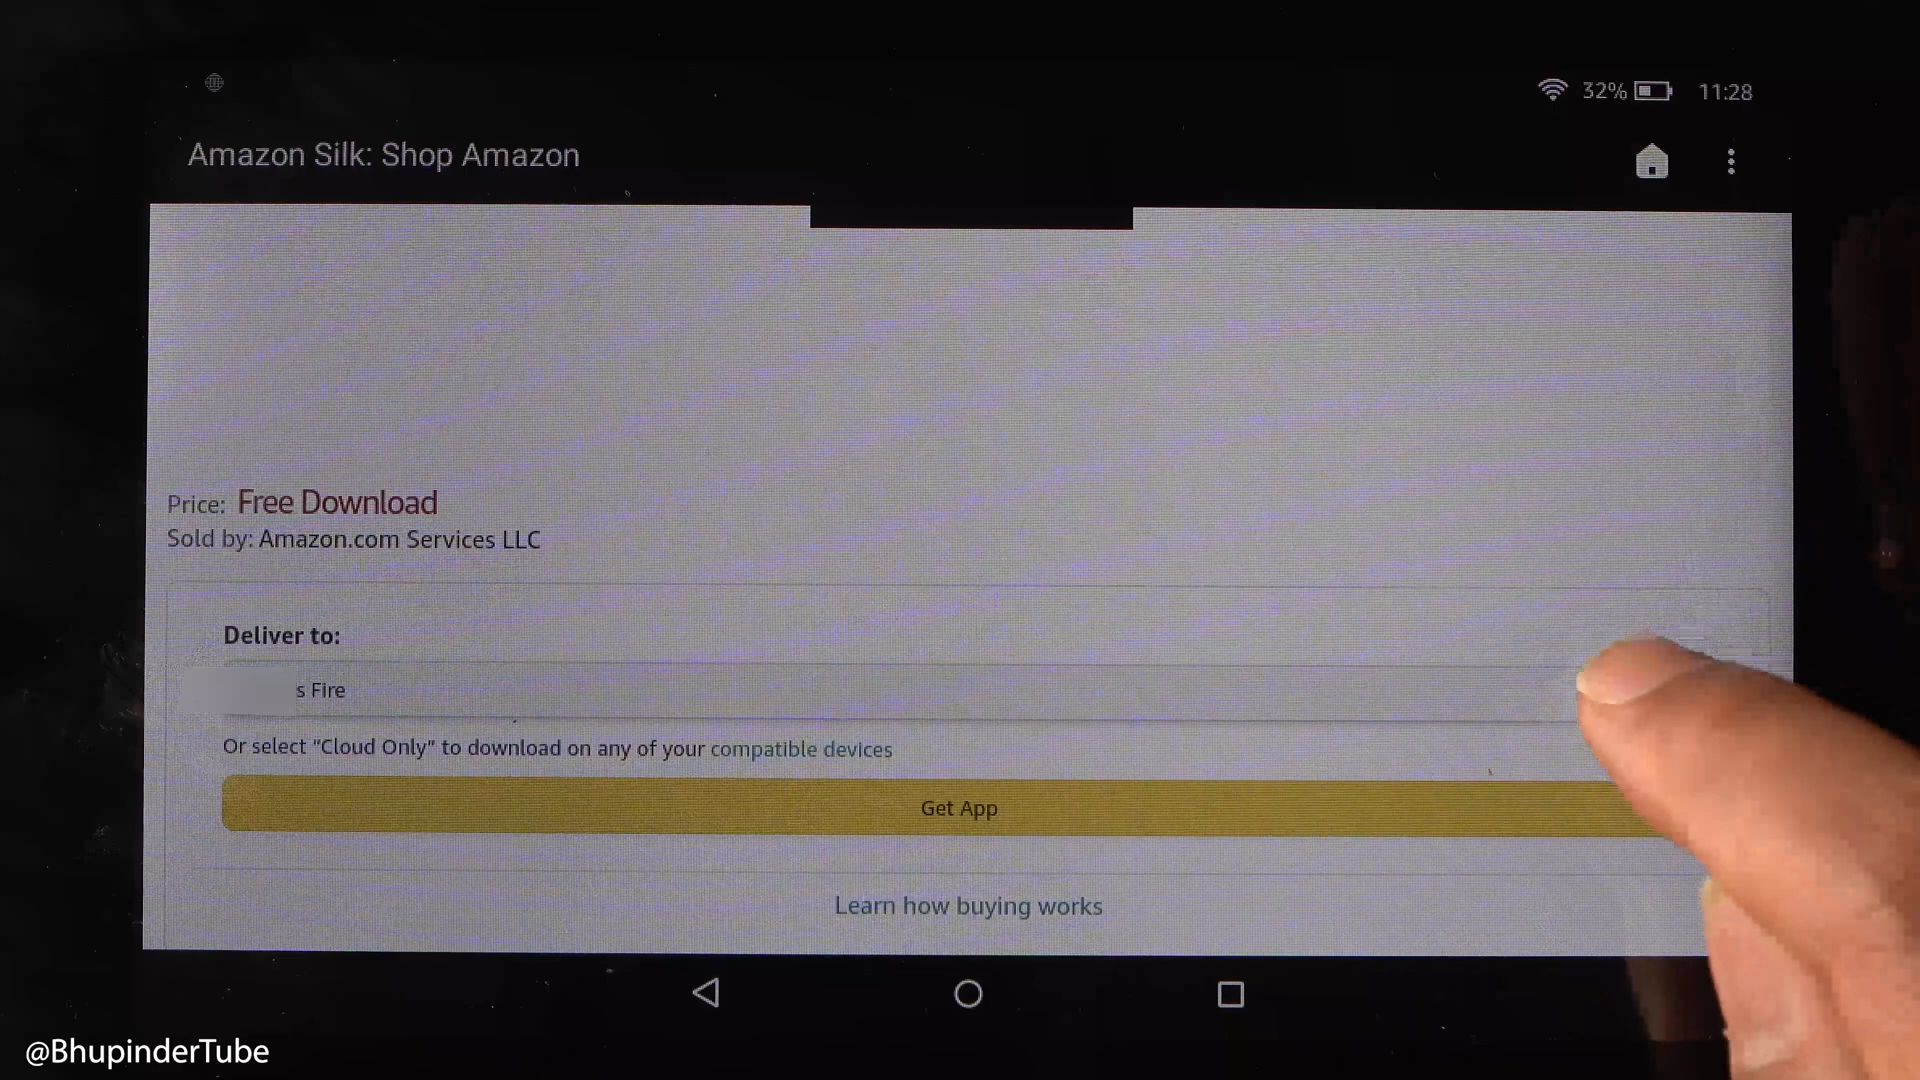 32% 11:28
Amazon Silk: Shop Amazon
Price: Free Download
Sold by: Amazon.com Services LLC
Deliver to:
s Fire
Or select “Cloud Only” to download on any of your compatible devices
Get App
Learn how buying works
@BhupinderTube